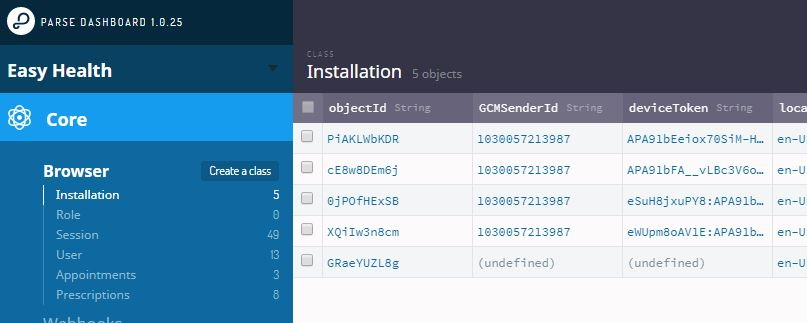 PARSE DASHBOARD 1.0.25
Easy Health
Core
Browser Create a class
Installation 5
Role 0
Session 49
User 13
Appointments 3
Prescriptions 8
Webhooks
CLASS
Installation 5 objects
objectId String GCMSenderId String deviceToken String loca
PiAKLWbKDR 1030057213987 APA91bEeiox70SiM-H… en-U
cE8w8DEm6j 1030057213987 APA91bFA__vLBc3V6o… en-U
0jPOfHExSB 1030057213987 eSuH8jxuPY8:APA91b… en-U
XQiIw3n8cm 1030057213987 eWUpm8oAVlE:APA91b… en-U
GRaeYUZL8g (undefined) (undefined) en-U